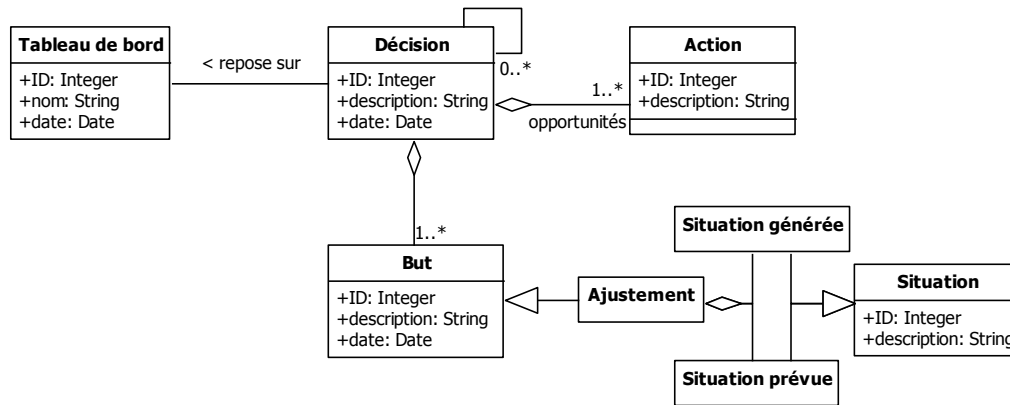 Tableau de bord
+ID: Integer
+nom: String
+date: Date
< repose sur
Décision
+ID: Integer
+description: String
+date: Date
0..*
1..*
opportunités
Action
+ID: Integer
+description: String
1..*
But
+ID: Integer
+description: String
+date: Date
Ajustement
Situation générée
Situation prévue
Situation
+ID: Integer
+description: String